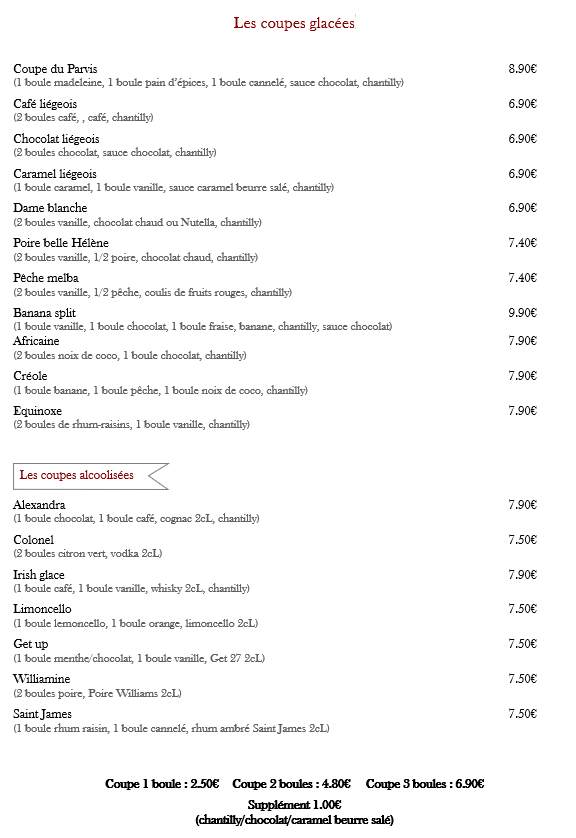 Les coupes glacées
Coupe du Parvis 8.90€
(1 boule madeleine, 1 boule pain d'épices, 1 boule cannelé, sauce chocolat, chantilly)
Café liégeois 6.90€
(2 boules café, , café, chantilly)
Chocolat liégeois 6.90€
(2 boules chocolat, sauce chocolat, chantilly)
Caramel liégeois 6.90€
(1 boule caramel, 1 boule vanille, sauce caramel beurre salé, chantilly)
Dame blanche 6.90€
(2 boules vanille, chocolat chaud ou Nutella, chantilly)
Poire belle Hélène 7.40€
(2 boules vanille, 1/2 poire, chocolat chaud, chantilly)
Pêche melba 7.40€
(2 boules vanille, 1/2 pêche, coulis de fruits rouges, chantilly)
Banana split 9.90€
(1 boule vanille, 1 boule chocolat, 1 boule fraise, banane, chantilly, sauce chocolat)
Africaine 7.90€
(2 boules noix de coco, 1 boule chocolat, chantilly)
Créole 7.90€
(1 boule banane, 1 boule pêche, 1 boule noix de coco, chantilly)
Equinoxe 7.90€
(2 boules de rhum-raisins, 1 boule vanille, chantilly)
Les coupes alcoolisées
Alexandra 7.90€
(1 boule chocolat, 1 boule café, cognac 2cL, chantilly)
Colonel 7.50€
(2 boules citron vert, vodka 2cL)
Irish glace 7.90€
(1 boule café, 1 boule vanille, whisky 2cL, chantilly)
Limoncello 7.50€
(1 boule lemoncello, 1 boule orange, limoncello 2cL)
Get up 7.50€
(1 boule menthe/chocolat, 1 boule vanille, Get 27 2cL)
Williamine 7.50€
(2 boules poire, Poire Williams 2cL)
Saint James 7.50€
(1 boule rhum raisin, 1 boule cannelé, rhum ambré Saint James 2cL)
Coupe 1 boule : 2.50€ Coupe 2 boules : 4.80€ Coupe 3 boules : 6.90€
Supplément 1.00€
(chantilly/chocolat/caramel beurre salé)